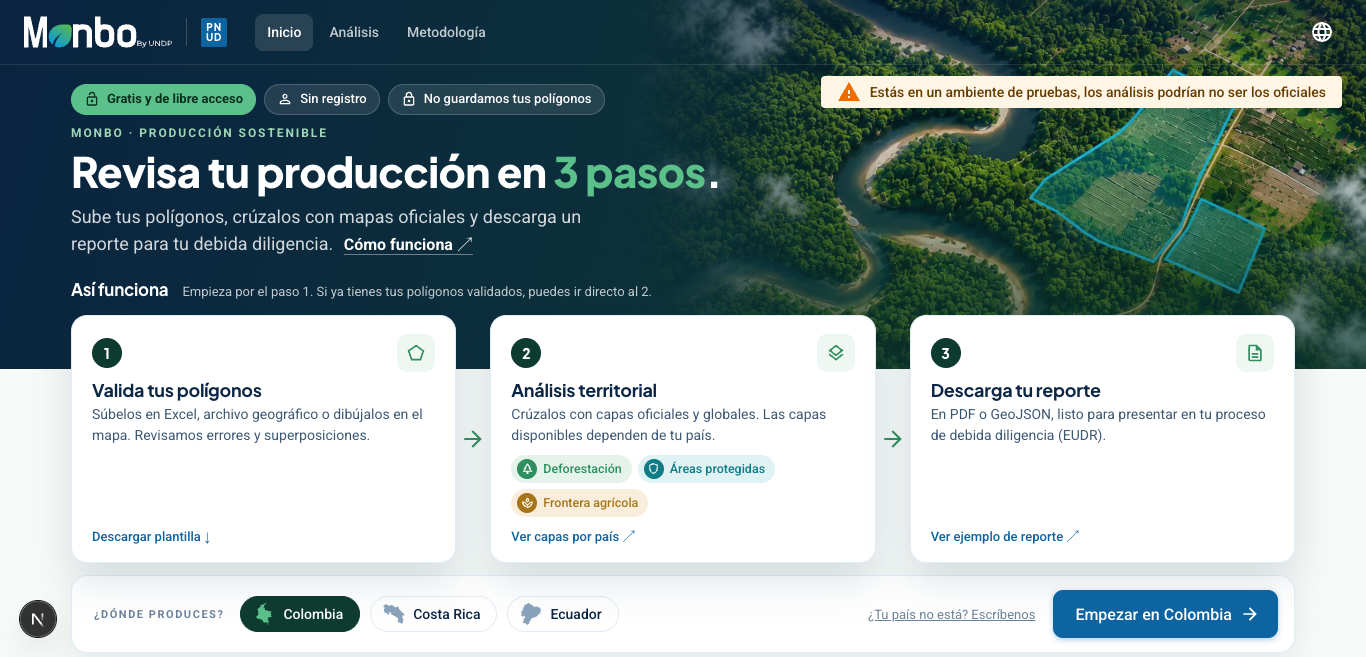 Monbo By UNDP
PN
UD
Inicio
Análisis
Metodología
Gratis y de libre acceso
Sin registro
No guardamos tus polígonos
Estás en un ambiente de pruebas, los análisis podrían no ser los oficiales
MONBO · PRODUCCIÓN SOSTENIBLE
Revisa tu producción en 3 pasos.
Sube tus polígonos, crúzalos con mapas oficiales y descarga un
reporte para tu debida diligencia. Cómo funciona ↗
Así funciona Empieza por el paso 1. Si ya tienes tus polígonos validados, puedes ir directo al 2.
1
Valida tus polígonos
Súbelos en Excel, archivo geográfico o dibújalos en el
mapa. Revisamos errores y superposiciones.
Descargar plantilla ↓
→
2
Análisis territorial
Crúzalos con capas oficiales y globales. Las capas
disponibles dependen de tu país.
Deforestación
Áreas protegidas
Frontera agrícola
Ver capas por país ↗
→
3
Descarga tu reporte
En PDF o GeoJSON, listo para presentar en tu proceso
de debida diligencia (EUDR).
Ver ejemplo de reporte ↗
N
¿DÓNDE PRODUCES?
Colombia
Costa Rica
Ecuador
¿Tu país no está? Escríbenos
Empezar en Colombia →